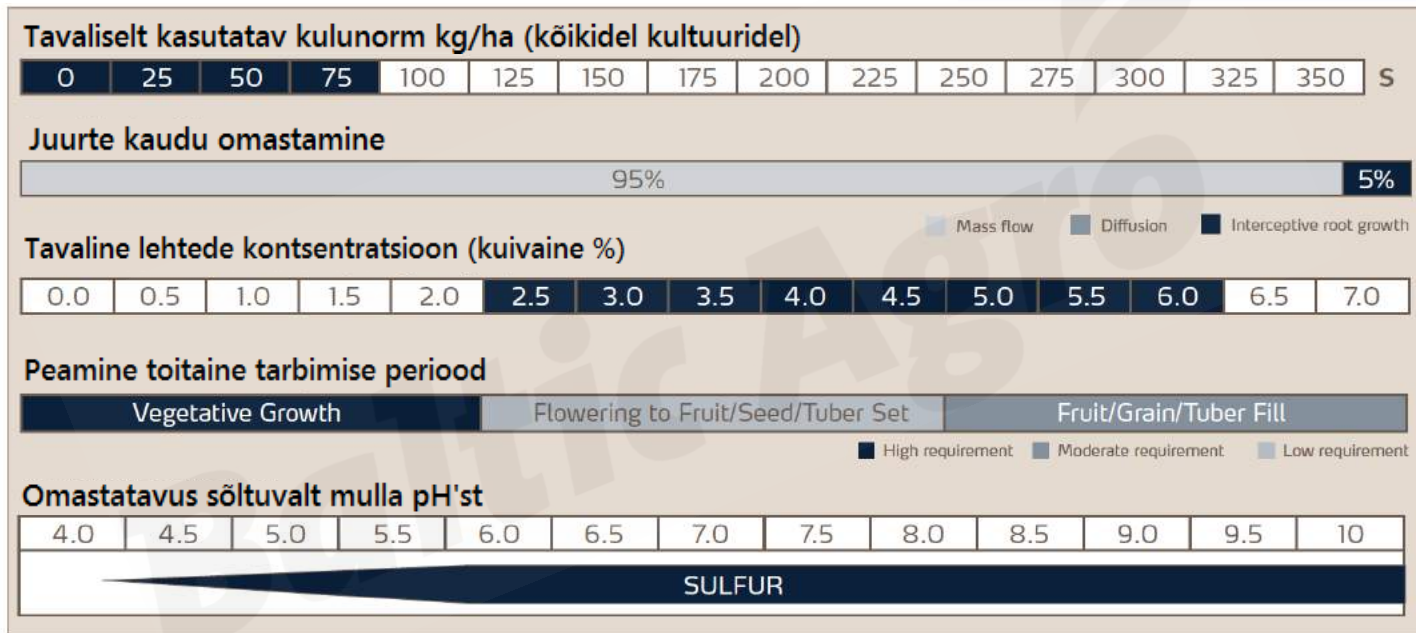 Tavaliselt kasutatav kulunorm kg/ha (kõikidel kultuuridel)
0 25 50 75 100 125 150 175 200 225 250 275 300 325 350 S
Juurte kaudu omastamine
95% 5%
Mass flow Diffusion Interceptive root growth
Tavaline lehtede kontsentratsioon (kuivaine %)
0.0 0.5 1.0 1.5 2.0 2.5 3.0 3.5 4.0 4.5 5.0 5.5 6.0 6.5 7.0
Peamine toitaine tarbimise periood
Vegetative Growth Flowering to Fruit/Seed/Tuber Set Fruit/Grain/Tuber Fill
High requirement Moderate requirement Low requirement
Omastatavus sõltuvalt mulla pH'st
4.0 4.5 5.0 5.5 6.0 6.5 7.0 7.5 8.0 8.5 9.0 9.5 10
SULFUR
Baltic Agro